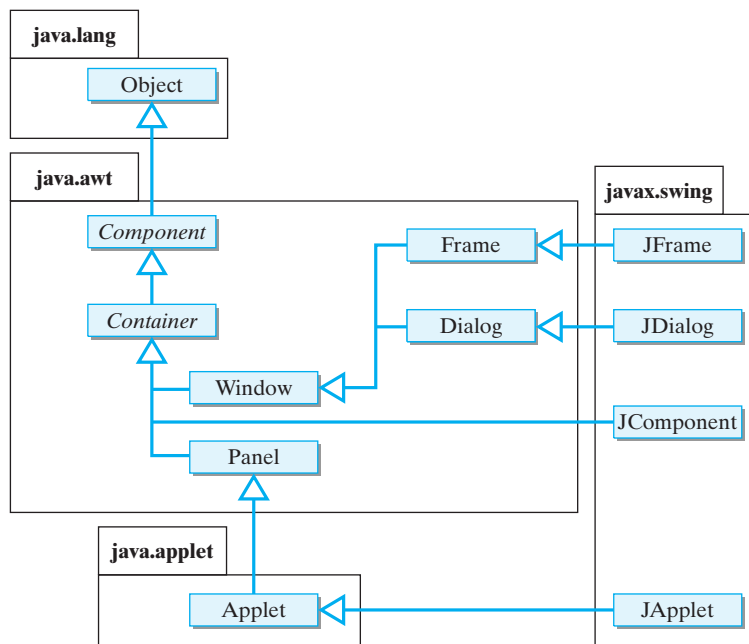 java.lang
Object
java.awt
javax.swing
Component
Frame
JFrame
Container
Dialog
JDialog
Window
JComponent
Panel
java.applet
Applet
JApplet